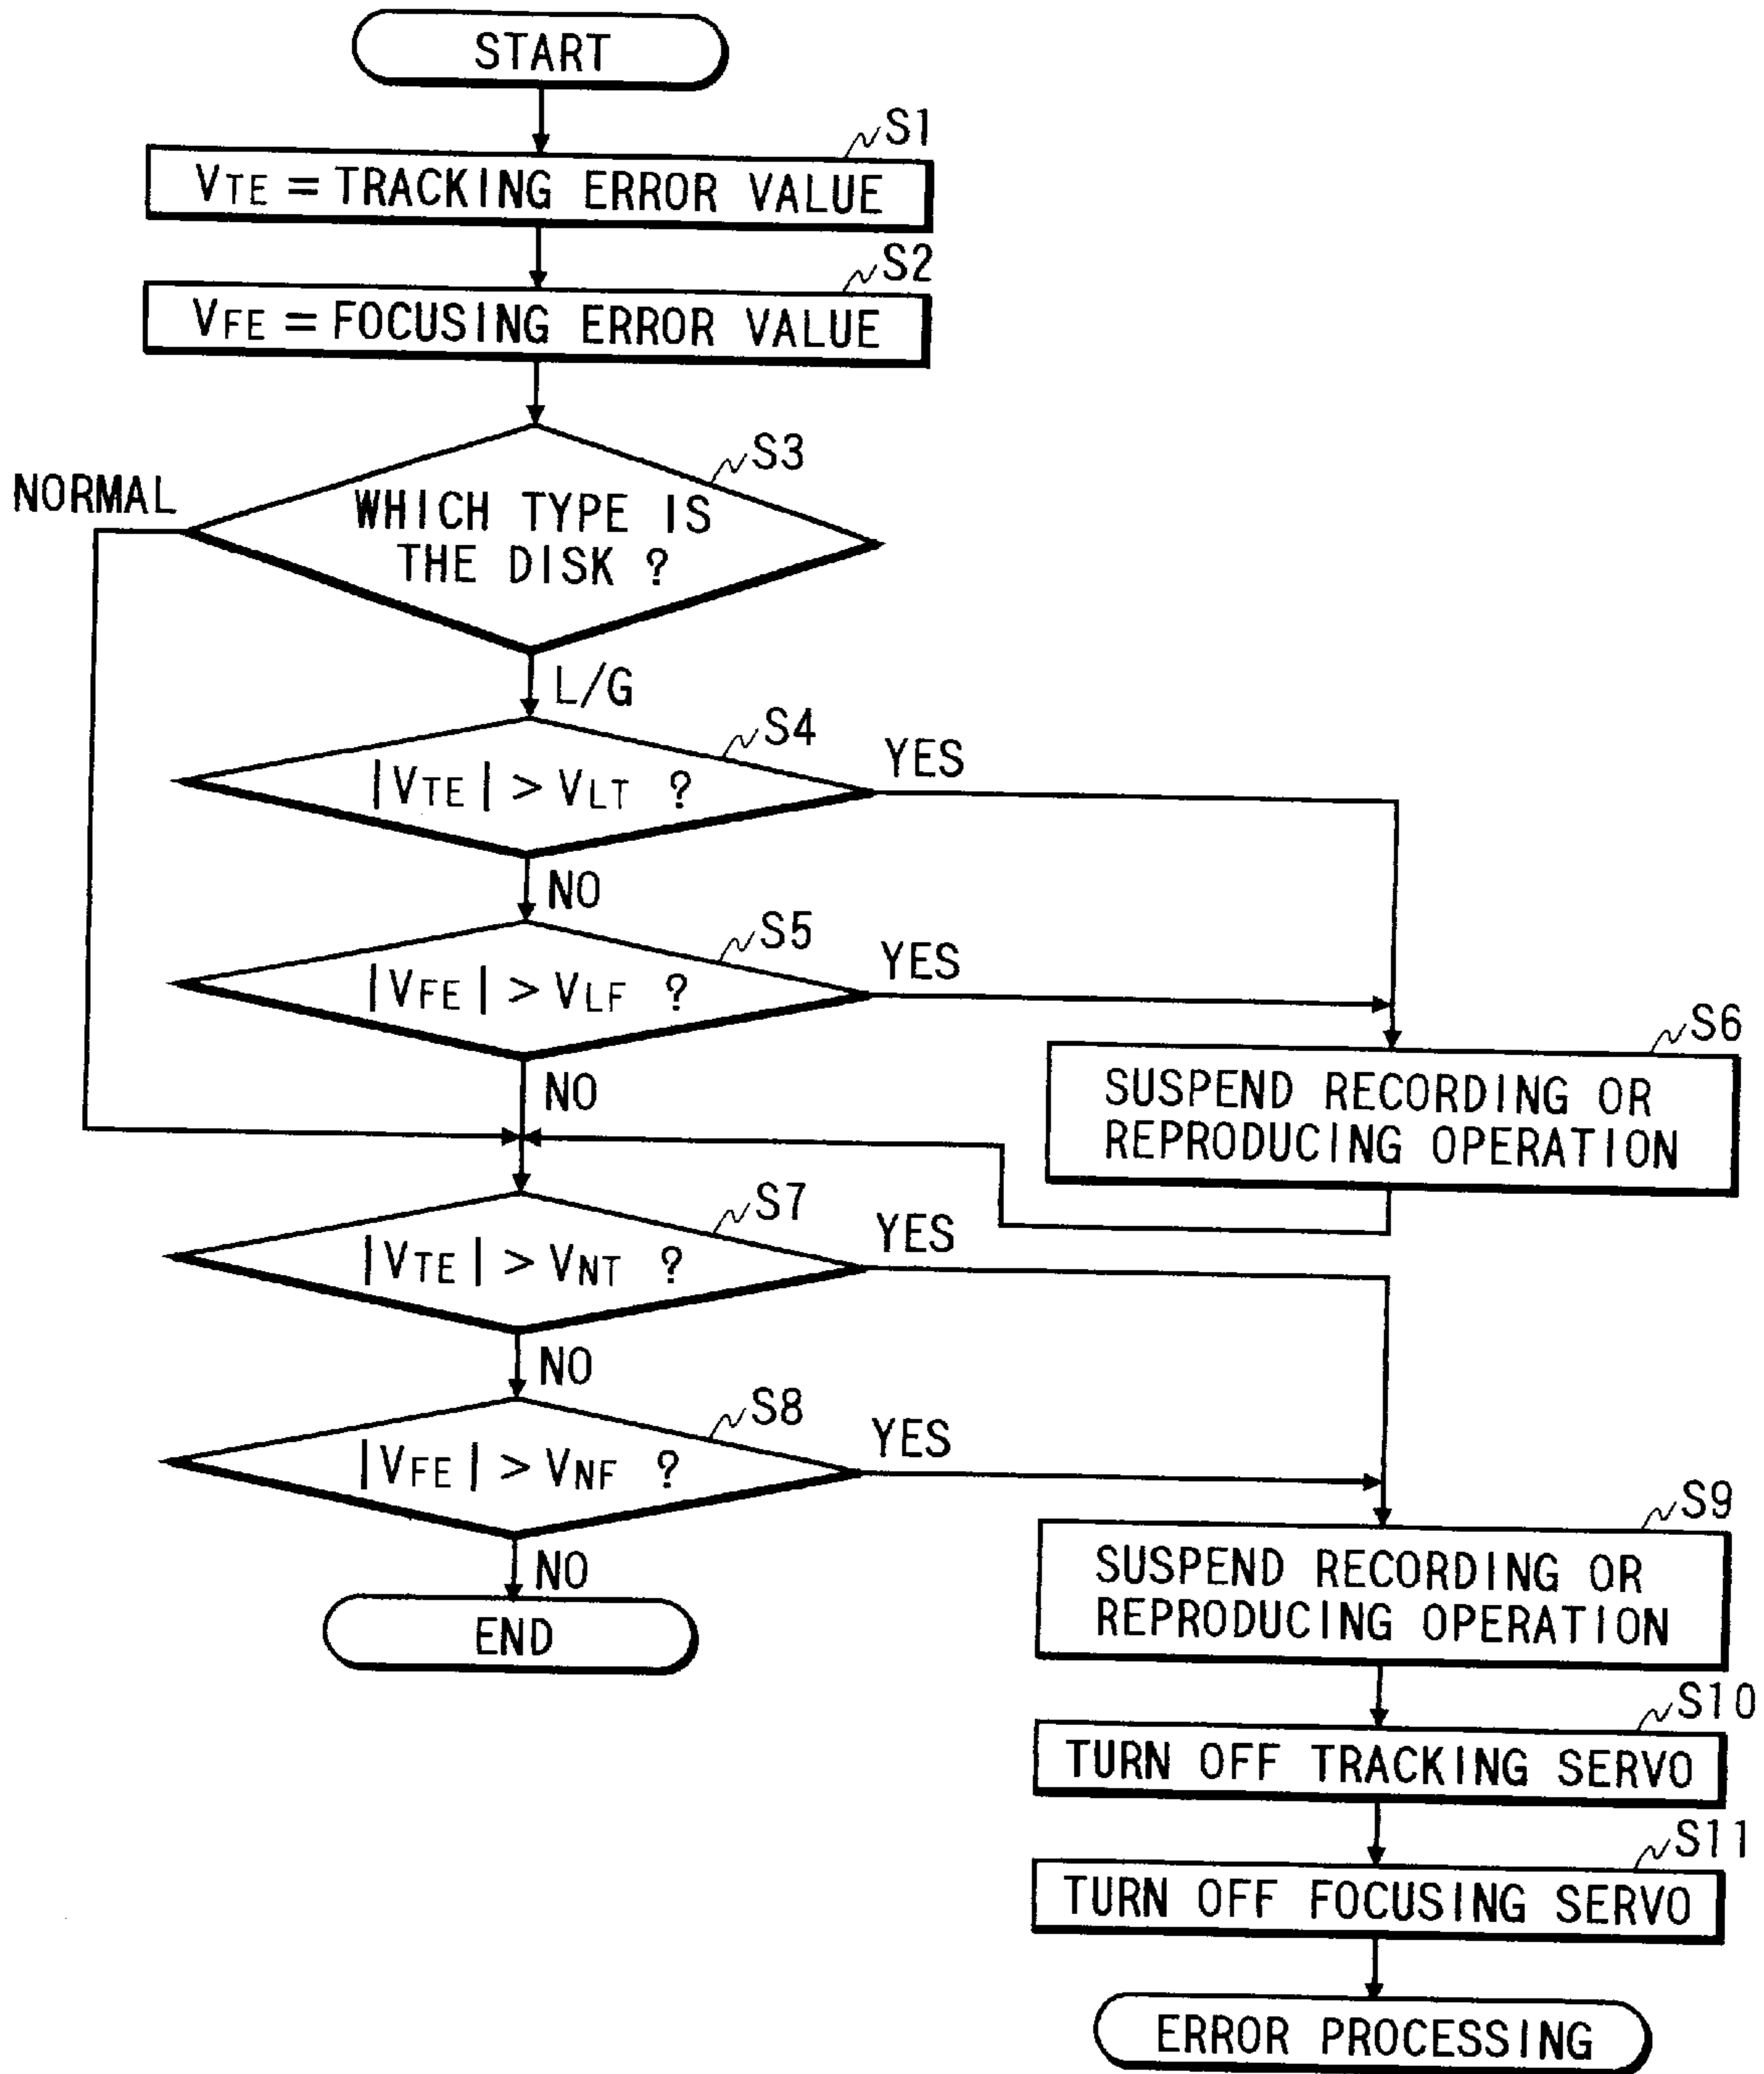 START
S1
VTE = TRACKING ERROR VALUE
S2
VFE = FOCUSING ERROR VALUE
S3
NORMAL
WHICH TYPE IS
THE DISK ?
L/G
S4
|VTE| > VLT ?
YES
NO
S5
|VFE| > VLF ?
YES
NO
S6
SUSPEND RECORDING OR
REPRODUCING OPERATION
S7
|VTE| > VNT ?
YES
NO
S8
|VFE| > VNF ?
YES
NO
END
S9
SUSPEND RECORDING OR
REPRODUCING OPERATION
S10
TURN OFF TRACKING SERVO
S11
TURN OFF FOCUSING SERVO
ERROR PROCESSING